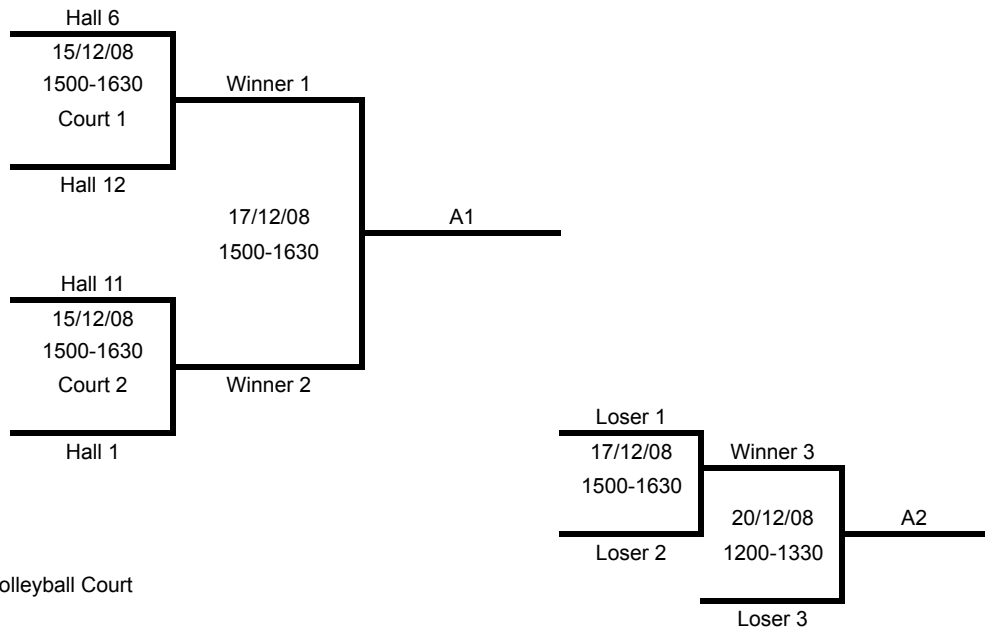 Hall 6
15/12/08
1500-1630
Court 1
Winner 1
Hall 12
17/12/08
1500-1630
A1
Hall 11
15/12/08
1500-1630
Court 2
Winner 2
Hall 1
Loser 1
17/12/08
1500-1630
Winner 3
Loser 2
20/12/08
1200-1330
A2
Loser 3
olleyball Court